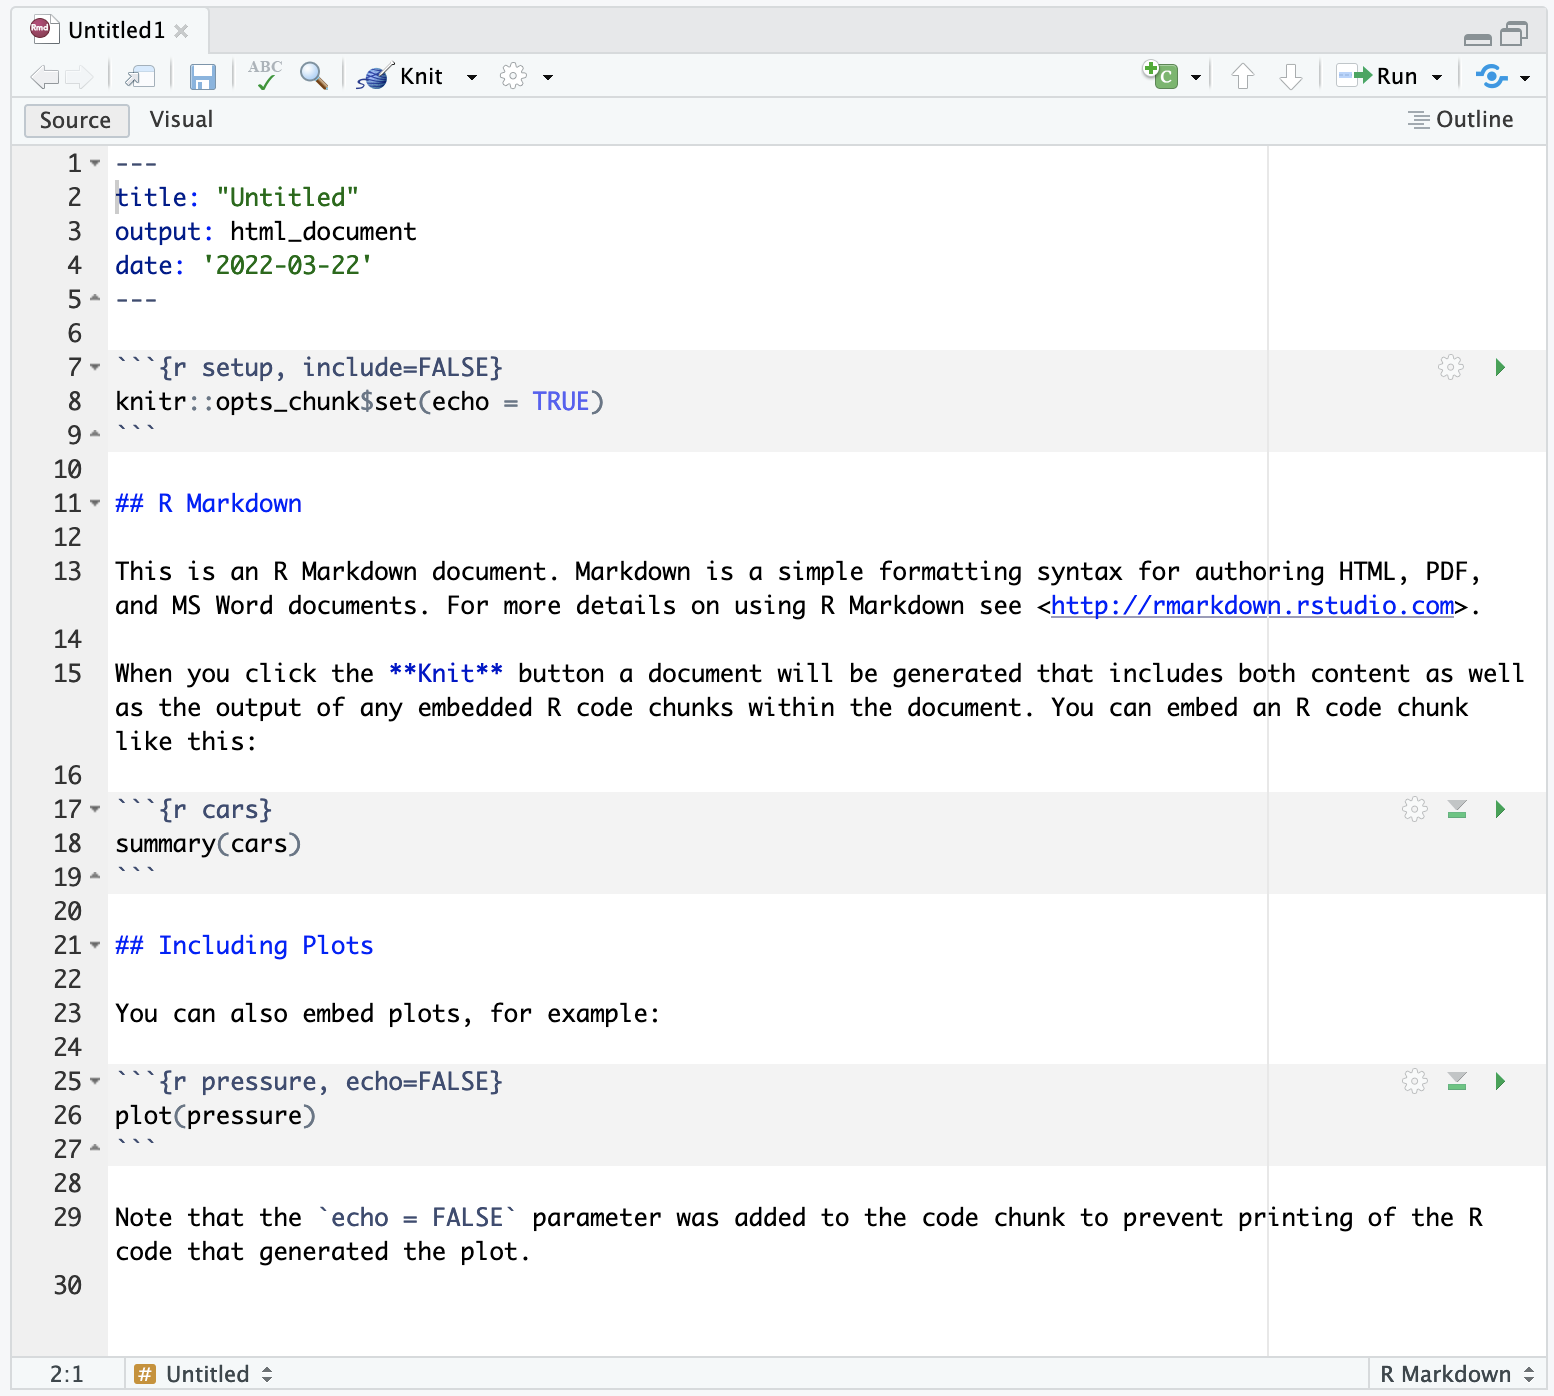 Rmd Untitled1
ABC Knit C Run
Source Visual Outline
1 ---
2 title: "Untitled"
3 output: html_document
4 date: '2022-03-22'
5 ---
6
7 ```{r setup, include=FALSE}
8 knitr::opts_chunk$set(echo = TRUE)
9 ```
10
11 ## R Markdown
12
13 This is an R Markdown document. Markdown is a simple formatting syntax for authoring HTML, PDF,
and MS Word documents. For more details on using R Markdown see <http://rmarkdown.rstudio.com>.
14
15 When you click the **Knit** button a document will be generated that includes both content as well
as the output of any embedded R code chunks within the document. You can embed an R code chunk
like this:
16
17 ```{r cars}
18 summary(cars)
19 ```
20
21 ## Including Plots
22
23 You can also embed plots, for example:
24
25 ```{r pressure, echo=FALSE}
26 plot(pressure)
27 ```
28
29 Note that the `echo = FALSE` parameter was added to the code chunk to prevent printing of the R
code that generated the plot.
30
2:1 # Untitled R Markdown